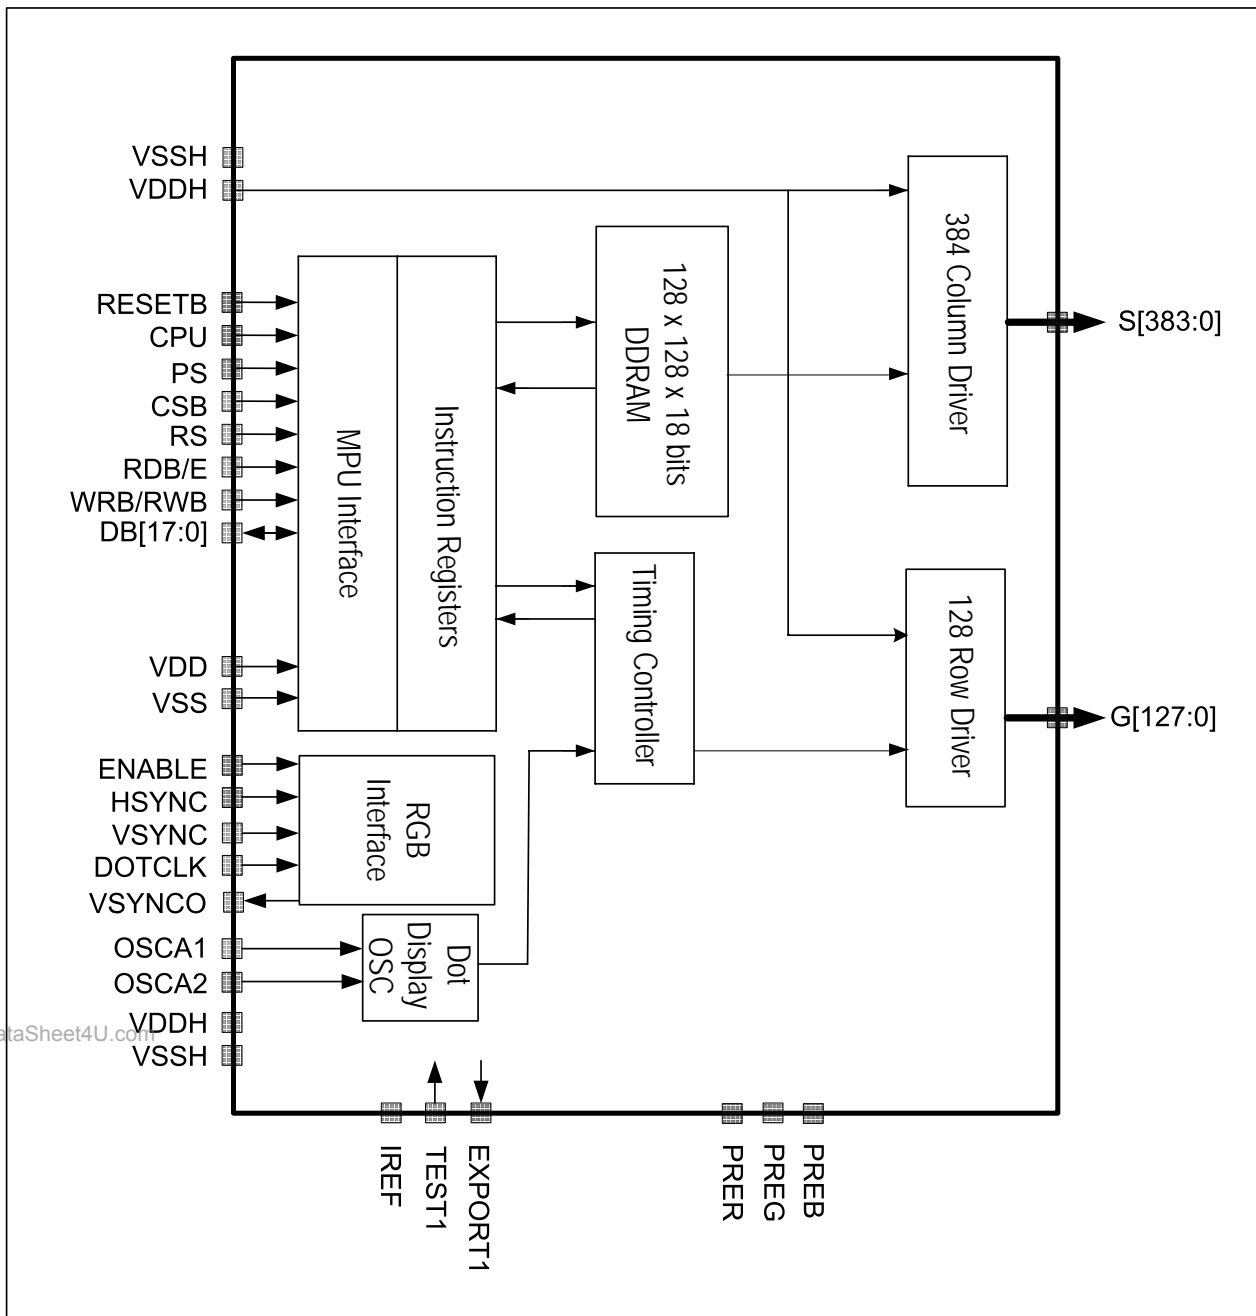 VSSH
VDDH
RESETB
CPU
PS
CSB
RS
RDB/E
WRB/RWB
DB[17:0]
VDD
VSS
ENABLE
HSYNC
VSYNC
DOTCLK
VSYNCO
OSCA1
OSCA2
VDDH
VSSH
MPU Interface
Instruction Registers
RGB
Interface
Dot
Display
OSC
128 x 128 x 18 bits
DDRAM
Timing Controller
384 Column Driver
128 Row Driver
S[383:0]
G[127:0]
IREF
TEST1
EXPORT1
PRER
PREG
PREB
ataSheet4U.com